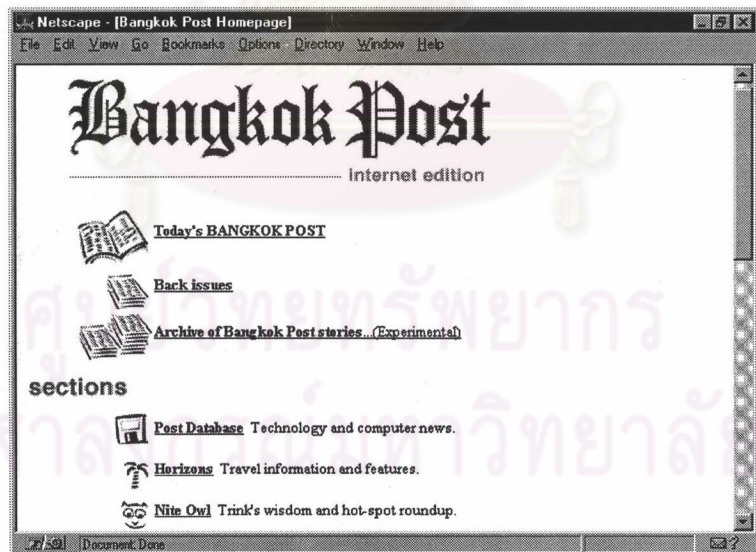 Netscape - [Bangkok Post Homepage]
File Edit View Go Bookmarks Options Directory Window Help
Bangkok Post
internet edition
Today's BANGKOK POST
Back issues
Archive of Bangkok Post stories...(Experimental)
sections
Post Database Technology and computer news.
Horizons Travel information and features.
Nite Owl Trink's wisdom and hot-spot roundup.
Document: Done
ศูนย์วิทยทรัพยากร
จุฬาลงกรณ์มหาวิทยาลัย